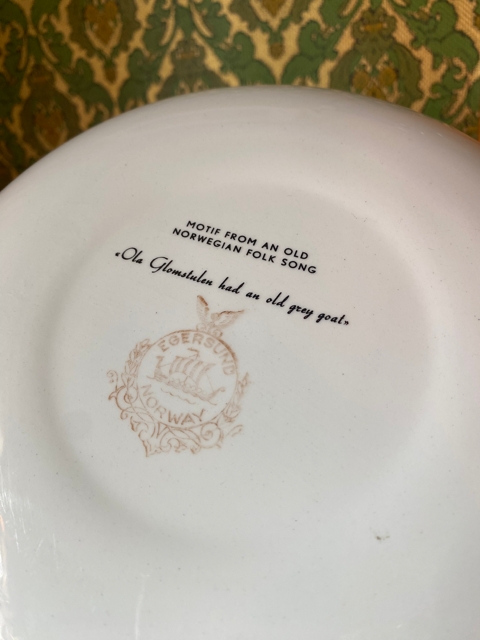 MOTIF FROM AN OLD
NORWEGIAN FOLK SONG
«Ola Glomstulen had an old grey goat»
EGERSUND
NORWAY